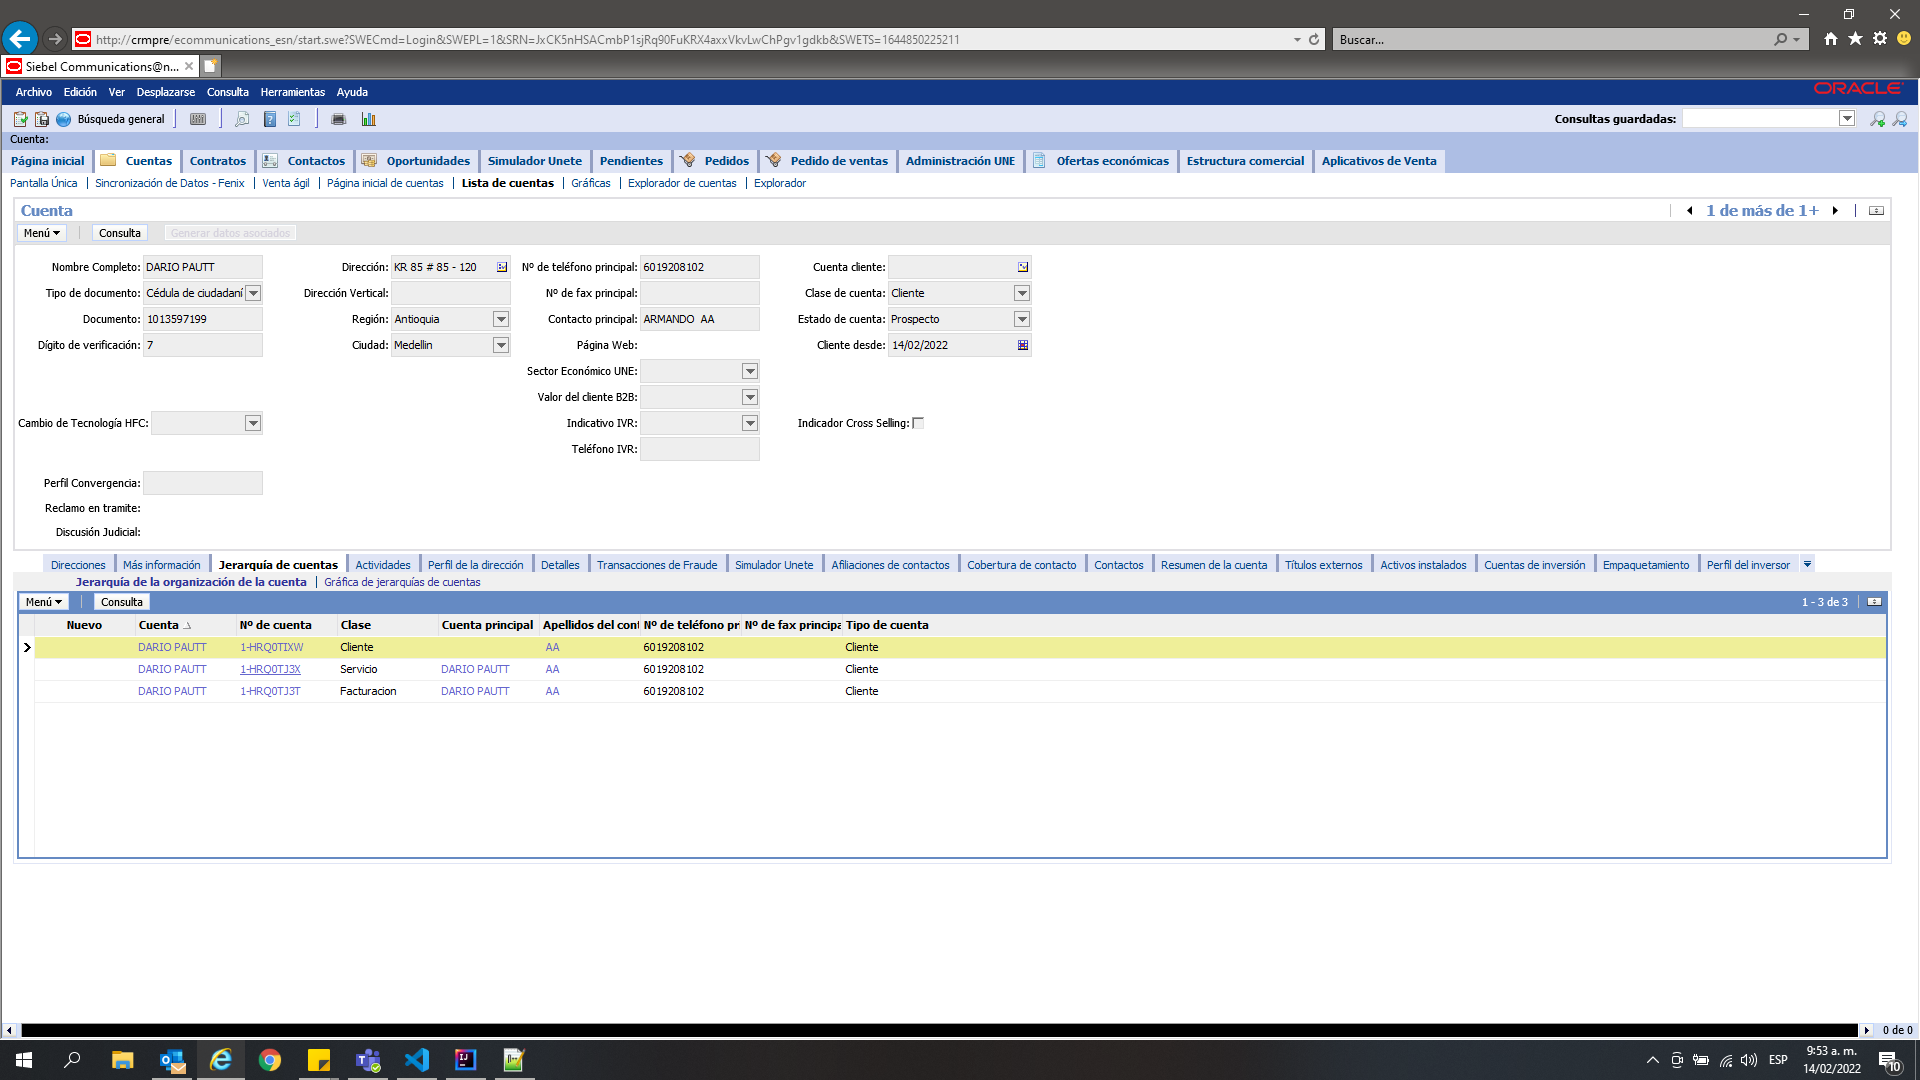 http://crmpre/ecommunications_esn/start.swe?SWECmd=Login&SWEPL=1&SRN=JxCK5nHSACmbP1sjRq90FuKRX4axxVkvLwChPgv1gdkb&SWETS=1644850225211
Buscar...
Siebel Communications@n...
Archivo Edición Ver Desplazarse Consulta Herramientas Ayuda
ORACLE
Búsqueda general
Consultas guardadas:
Cuenta:
Página inicial Cuentas Contratos Contactos Oportunidades Simulador Unete Pendientes Pedidos Pedido de ventas Administración UNE Ofertas económicas Estructura comercial Aplicativos de Venta
Pantalla Única Sincronización de Datos - Fenix Venta ágil Página inicial de cuentas Lista de cuentas Gráficas Explorador de cuentas Explorador
Cuenta
1 de más de 1+
Menú Consulta Generar datos asociados
Nombre Completo: DARIO PAUTT Dirección: KR 85 # 85 - 120 Nº de teléfono principal: 6019208102 Cuenta cliente:
Tipo de documento: Cédula de ciudadaní Dirección Vertical: Nº de fax principal: Clase de cuenta: Cliente
Documento: 1013597199 Región: Antioquia Contacto principal: ARMANDO AA Estado de cuenta: Prospecto
Dígito de verificación: 7 Ciudad: Medellin Página Web: Cliente desde: 14/02/2022
Sector Económico UNE:
Valor del cliente B2B:
Cambio de Tecnología HFC: Indicativo IVR: Indicador Cross Selling:
Teléfono IVR:
Perfil Convergencia:
Reclamo en tramite:
Discusión Judicial:
Direcciones Más información Jerarquía de cuentas Actividades Perfil de la dirección Detalles Transacciones de Fraude Simulador Unete Afiliaciones de contactos Cobertura de contacto Contactos Resumen de la cuenta Títulos externos Activos instalados Cuentas de inversión Empaquetamiento Perfil del inversor
Jerarquía de la organización de la cuenta Gráfica de jerarquías de cuentas
Menú Consulta 1 - 3 de 3
Nuevo Cuenta Nº de cuenta Clase Cuenta principal Apellidos del cont Nº de teléfono pri Nº de fax principa Tipo de cuenta
DARIO PAUTT 1-HRQ0TIXW Cliente AA 6019208102 Cliente
DARIO PAUTT 1-HRQ0TJ3X Servicio DARIO PAUTT AA 6019208102 Cliente
DARIO PAUTT 1-HRQ0TJ3T Facturacion DARIO PAUTT AA 6019208102 Cliente
0 de 0
ESP
9:53 a. m.
14/02/2022
10